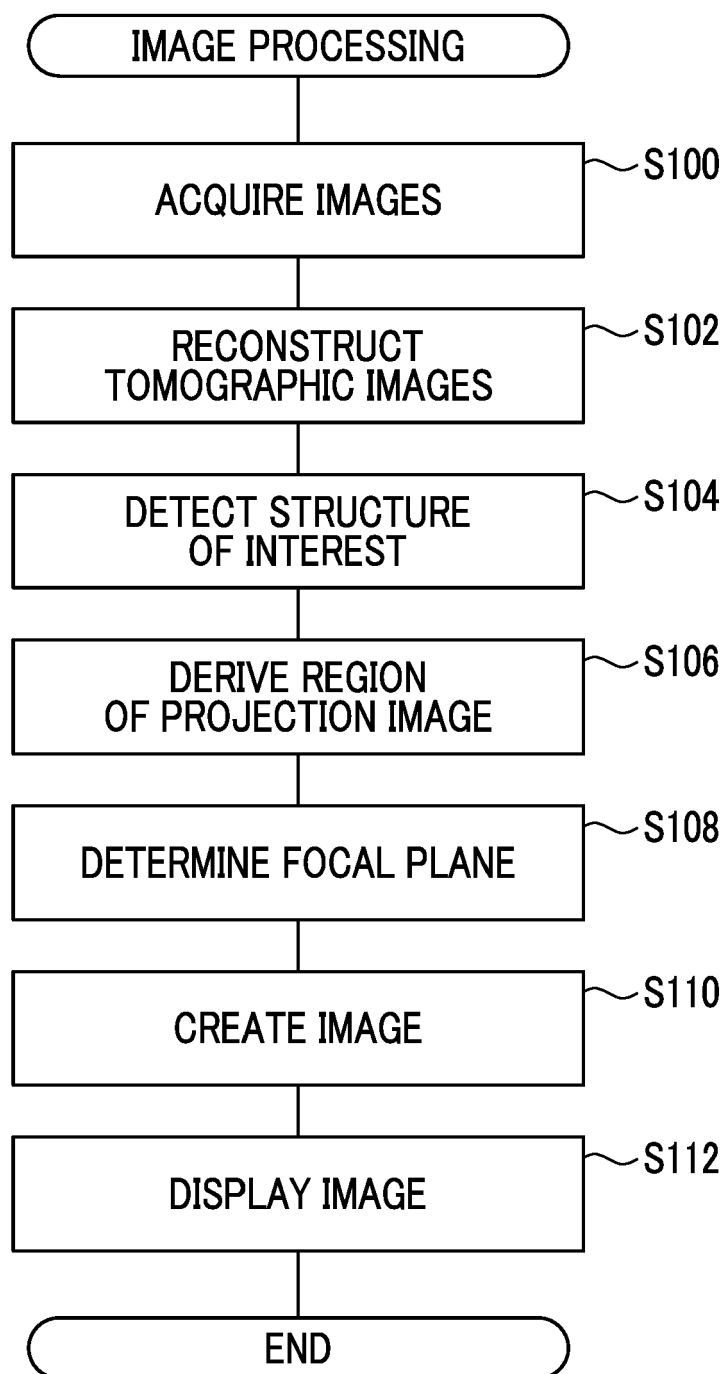 IMAGE PROCESSING
ACQUIRE IMAGES
S100
RECONSTRUCT
TOMOGRAPHIC IMAGES
S102
DETECT STRUCTURE
OF INTEREST
S104
DERIVE REGION
OF PROJECTION IMAGE
S106
DETERMINE FOCAL PLANE
S108
CREATE IMAGE
S110
DISPLAY IMAGE
S112
END